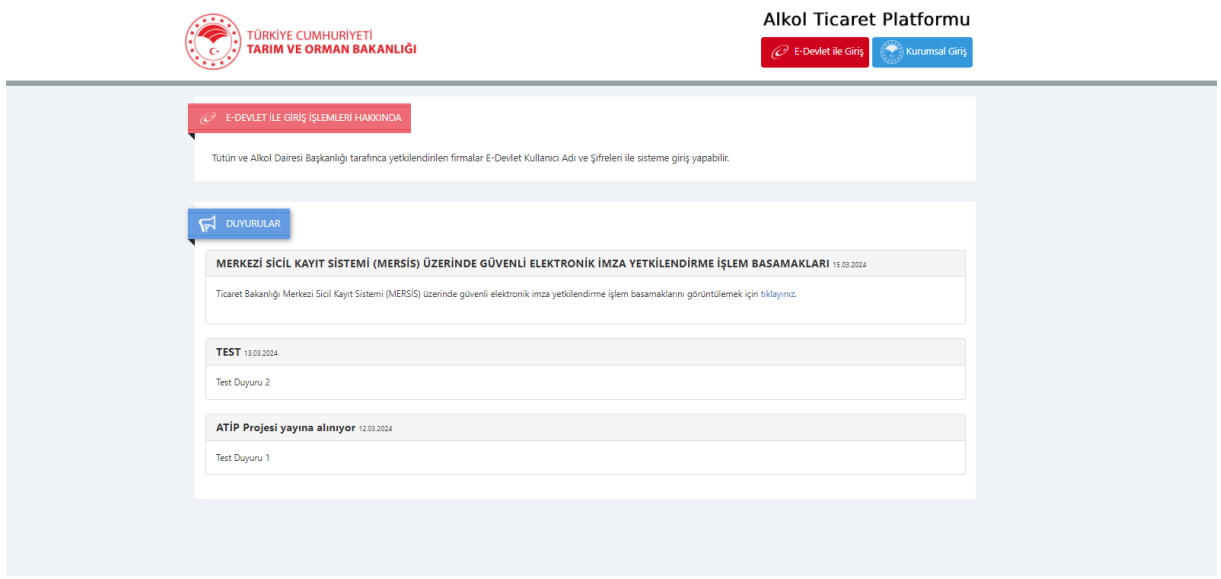 TÜRKİYE CUMHURİYETİ
TARIM VE ORMAN BAKANLIĞI
Alkol Ticaret Platformu
E-Devlet ile Giriş
Kurumsal Giriş
E-DEVLET İLE GİRİŞ İŞLEMLERİ HAKKINDA
Tütün ve Alkol Dairesi Başkanlığı tarafınca yetkilendirilen firmalar E-Devlet Kullanıcı Adı ve Şifreleri ile sisteme giriş yapabilir.
DUYURULAR
MERKEZİ SİCİL KAYIT SİSTEMİ (MERSİS) ÜZERİNDE GÜVENLİ ELEKTRONİK İMZA YETKİLENDİRME İŞLEM BASAMAKLARI 15.03.2024
Ticaret Bakanlığı Merkezi Sicil Kayıt Sistemi (MERSİS) üzerinde güvenli elektronik imza yetkilendirme işlem basamaklarını görüntülemek için tıklayınız.
TEST 13.03.2024
Test Duyuru 2
ATİP Projesi yayına alınıyor 12.03.2024
Test Duyuru 1